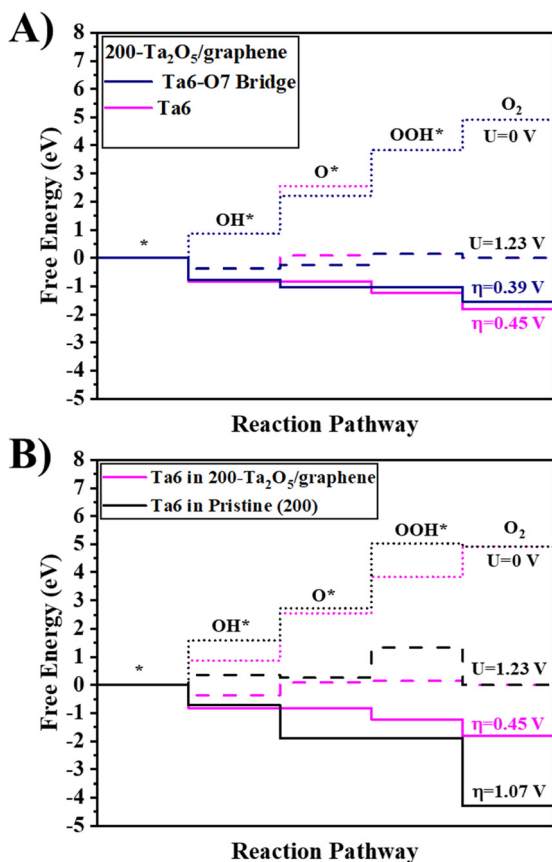 A)
8
7
6
5
4
3
2
1
0
-1
-2
-3
-4
-5
Free Energy (eV)
200-Ta₂O₅/graphene
Ta6-O7 Bridge
Ta6
*
OH*
O*
OOH*
O₂
U=0 V
U=1.23 V
η=0.39 V
η=0.45 V
Reaction Pathway
B)
8
7
6
5
4
3
2
1
0
-1
-2
-3
-4
-5
Free Energy (eV)
Ta6 in 200-Ta₂O₅/graphene
Ta6 in Pristine (200)
*
OH*
O*
OOH*
O₂
U=0 V
U=1.23 V
η=0.45 V
η=1.07 V
Reaction Pathway